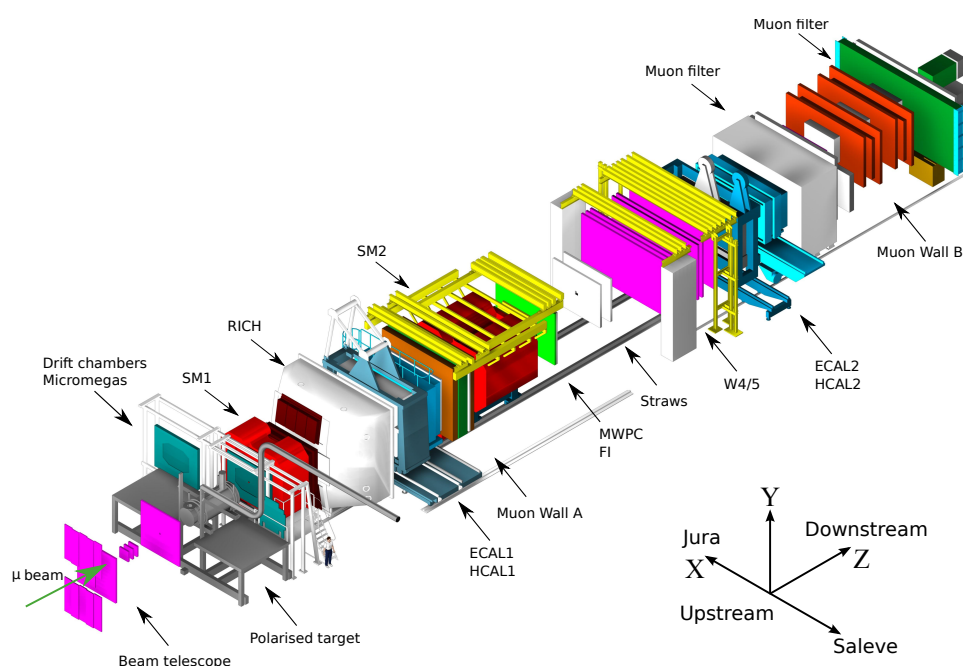 Muon filter
Muon filter
SM2
RICH
Drift chambers
Micromegas
SM1
Muon Wall B
ECAL2
HCAL2
W4/5
Straws
MWPC
FI
Muon Wall A
ECAL1
HCAL1
μ beam
Polarised target
Beam telescope
Y
Jura
Downstream
X
Z
Upstream
Saleve